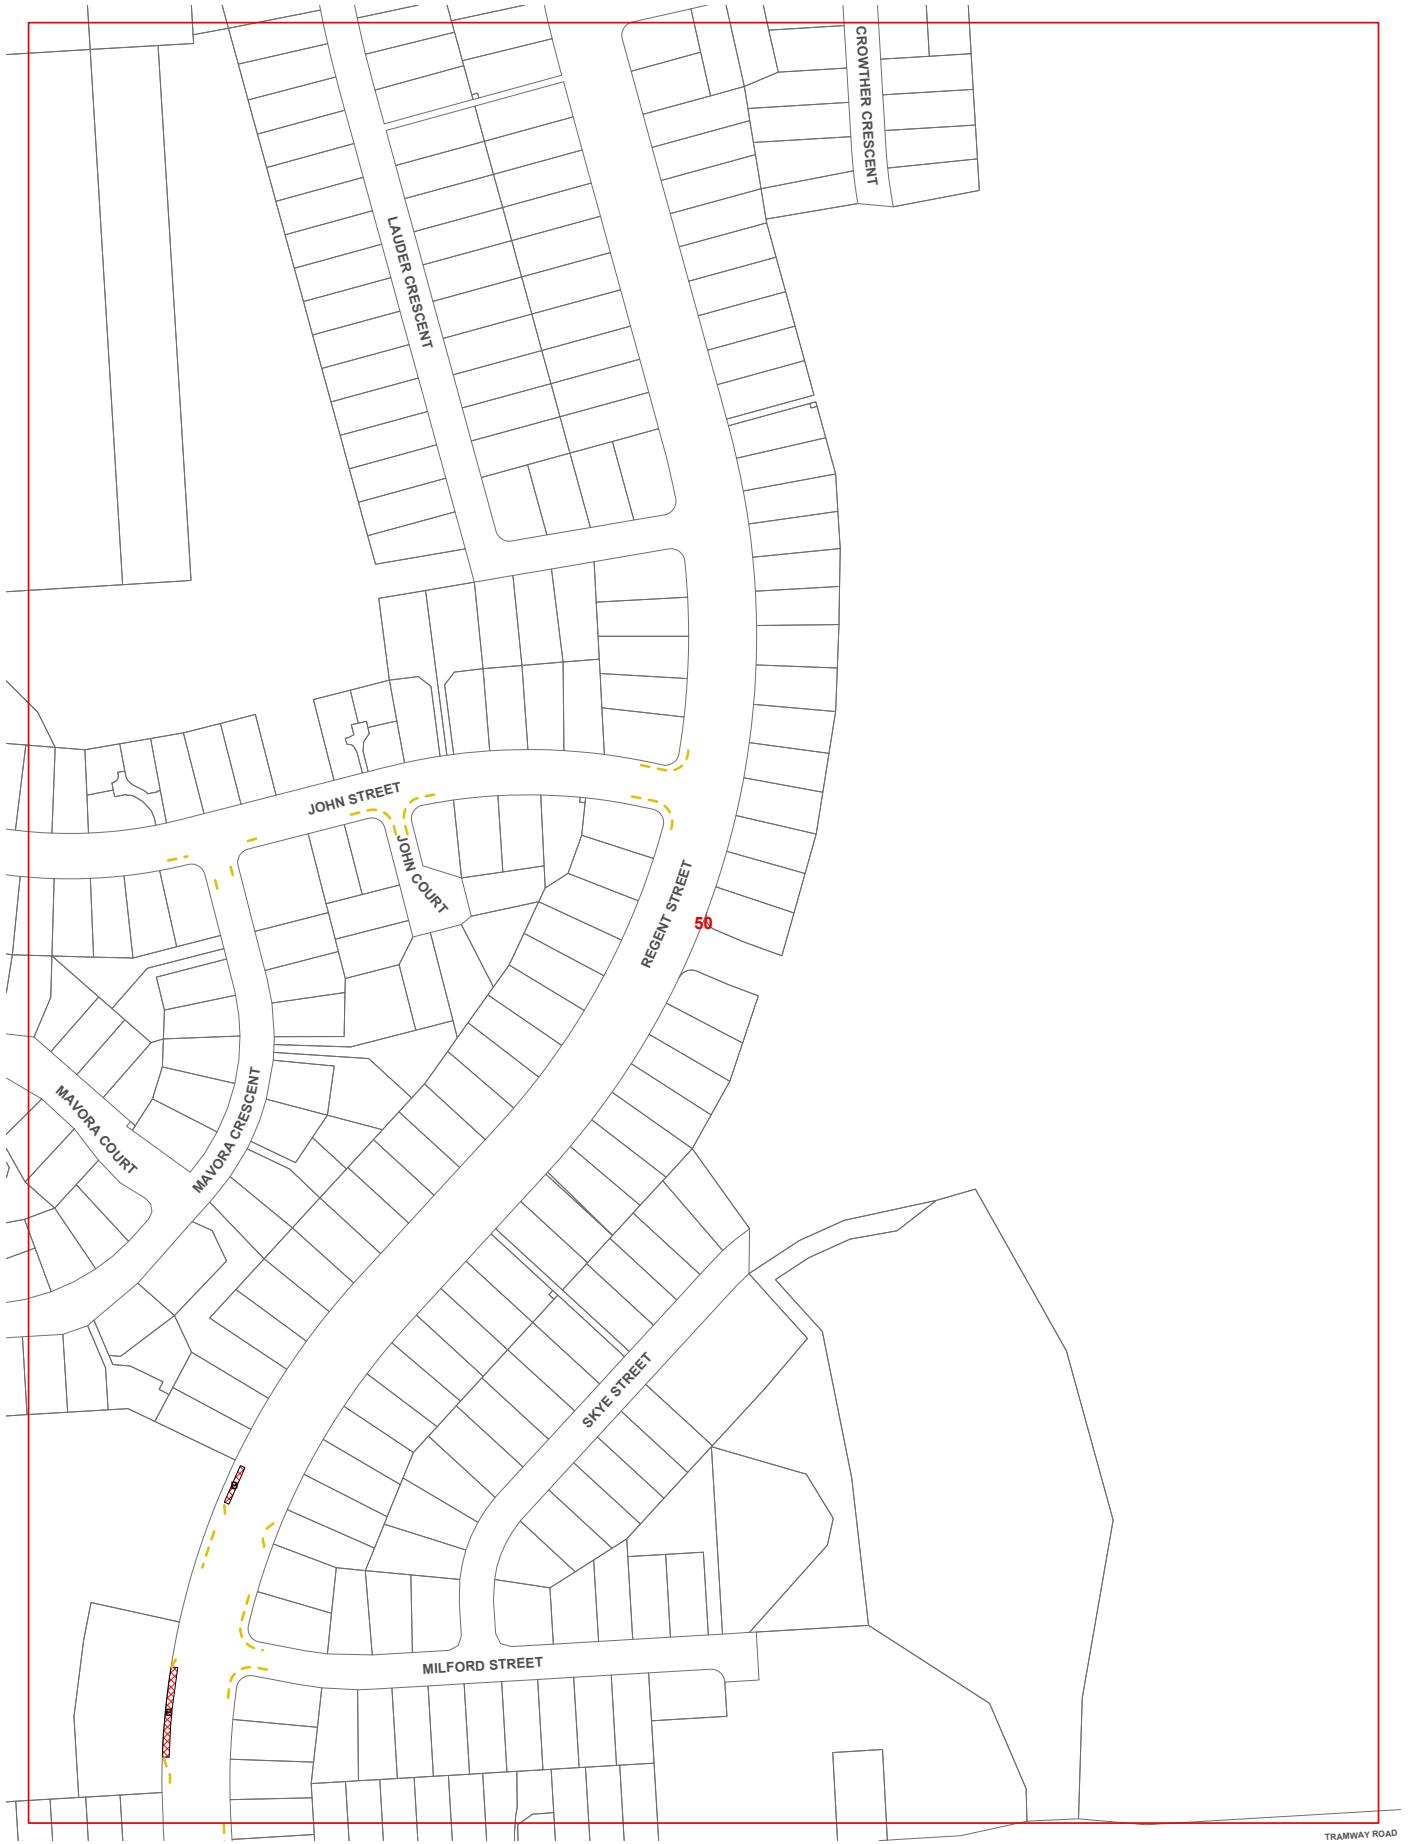 CROWTHER CRESCENT
LAUDER CRESCENT
JOHN STREET
JOHN COURT
REGENT STREET
50
MAVORA COURT
MAVORA CRESCENT
SKYE STREET
MILFORD STREET
TRAMWAY ROAD